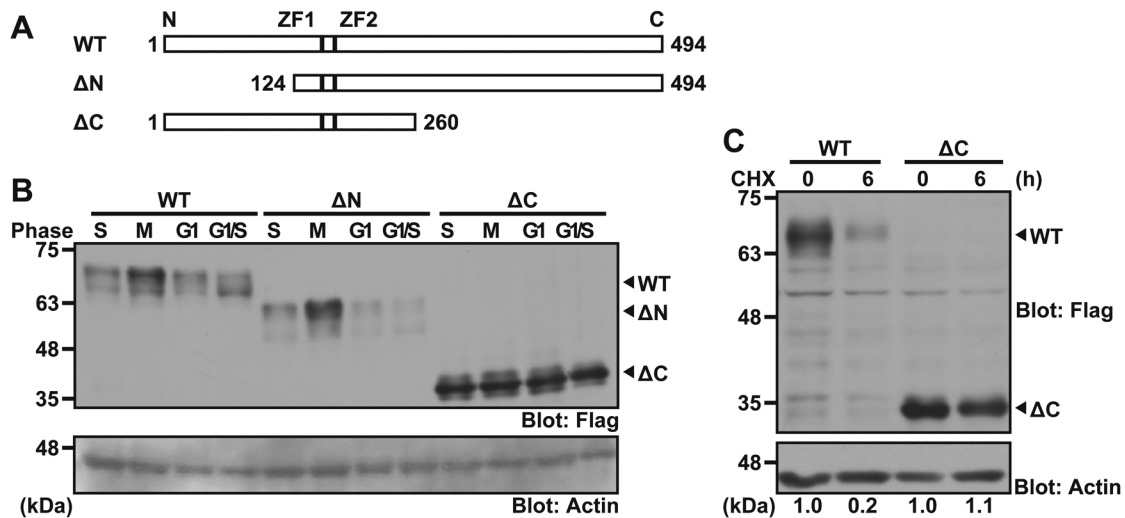 A
N ZF1 ZF2 C
WT 1 494
ΔN 124 494
ΔC 1 260
B
WT ΔN ΔC
Phase S M G1 G1/S S M G1 G1/S S M G1 G1/S
75
63
48
35
WT
ΔN
ΔC
Blot: Flag
48
(kDa)
Blot: Actin
C
WT ΔC
CHX 0 6 0 6 (h)
75
63
48
35
WT
Blot: Flag
ΔC
48
Blot: Actin
(kDa) 1.0 0.2 1.0 1.1